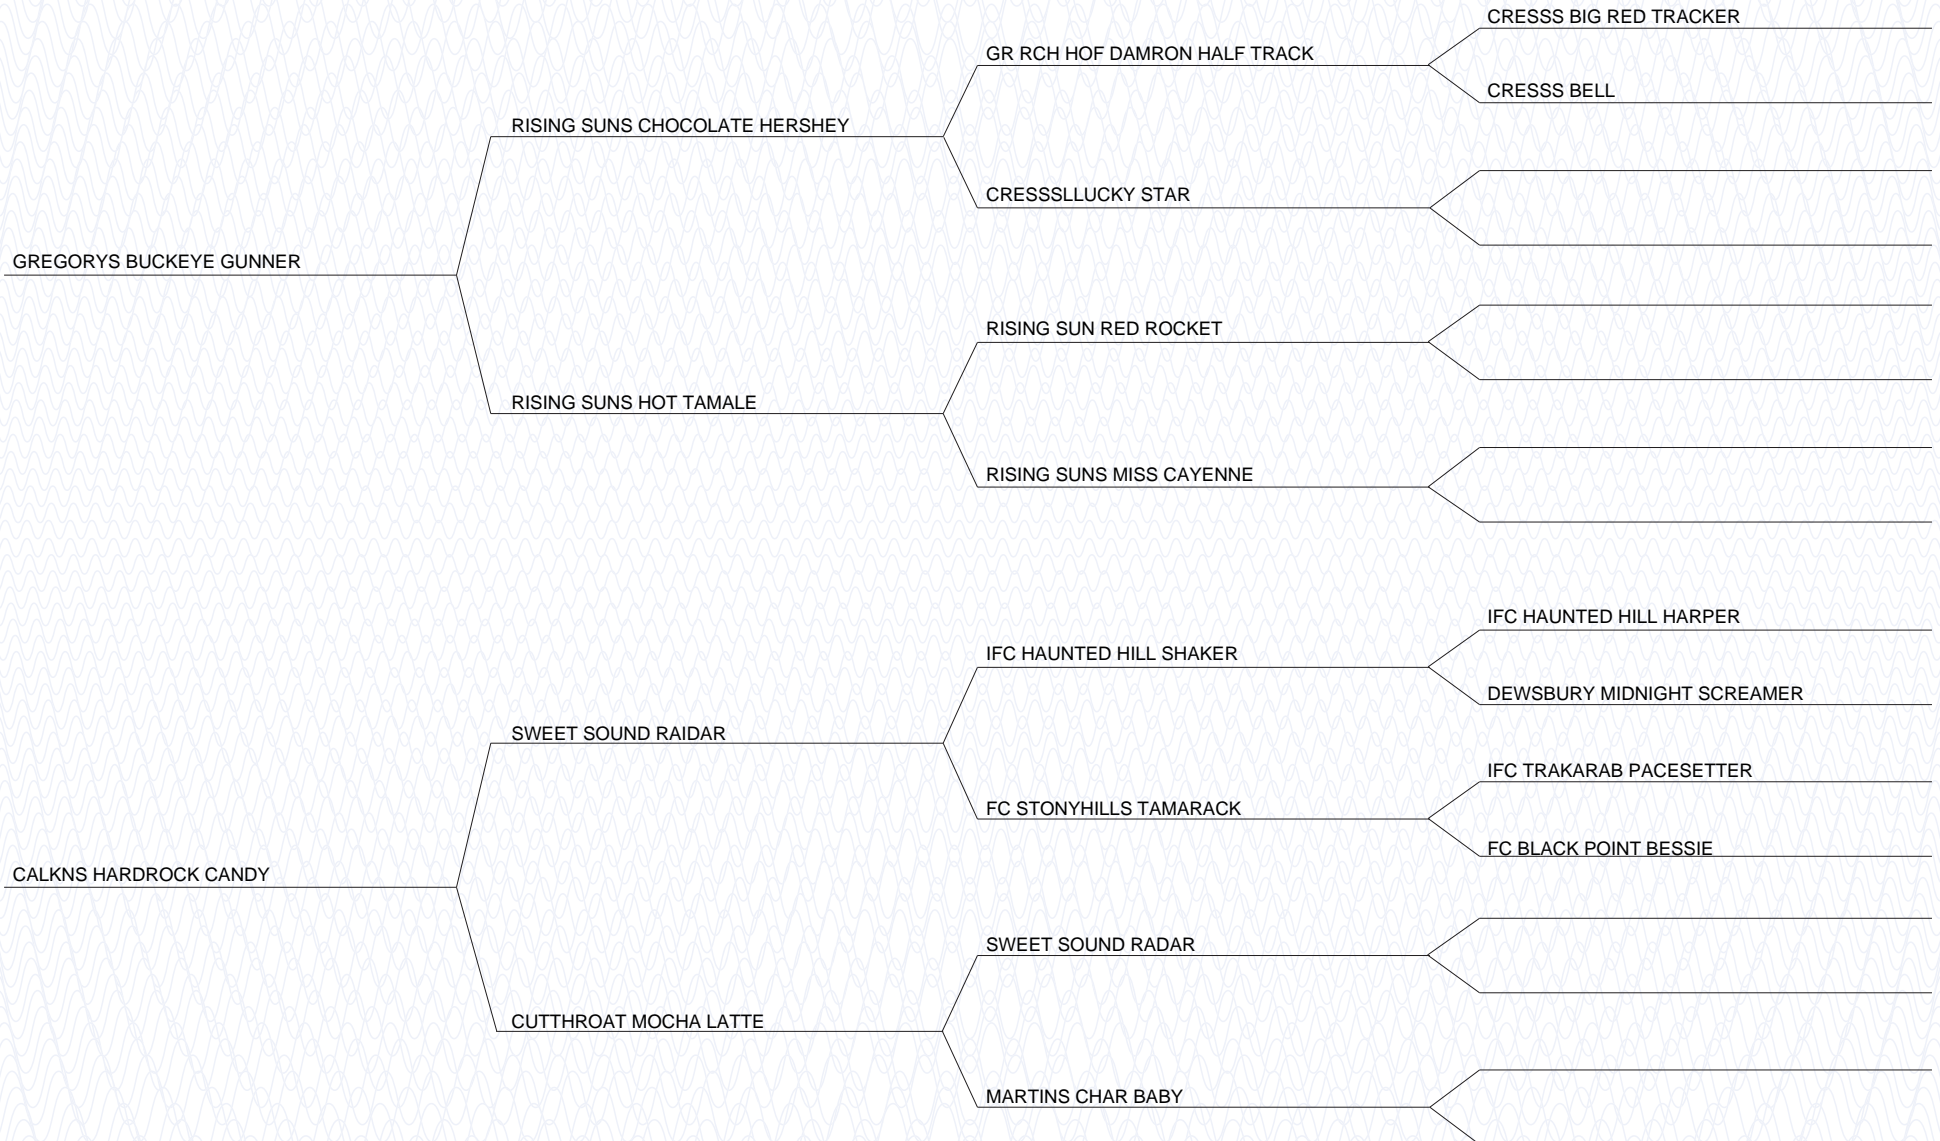 CRESSS BIG RED TRACKER
GR RCH HOF DAMRON HALF TRACK
CRESSS BELL
RISING SUNS CHOCOLATE HERSHEY
CRESSSLLUCKY STAR
GREGORYS BUCKEYE GUNNER
RISING SUN RED ROCKET
RISING SUNS HOT TAMALE
RISING SUNS MISS CAYENNE
IFC HAUNTED HILL HARPER
IFC HAUNTED HILL SHAKER
DEWSBURY MIDNIGHT SCREAMER
SWEET SOUND RAIDAR
IFC TRAKARAB PACESETTER
FC STONYHILLS TAMARACK
FC BLACK POINT BESSIE
CALKNS HARDROCK CANDY
SWEET SOUND RADAR
CUTTHROAT MOCHA LATTE
MARTINS CHAR BABY